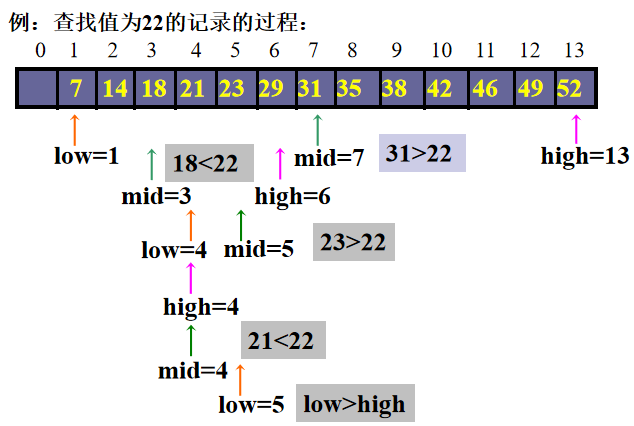 例：查找值为22的记录的过程：
0 1 2 3 4 5 6 7 8 9 10 11 12 13
7 14 18 21 23 29 31 35 38 42 46 49 52
low=1 18<22 mid=7 31>22 high=13
mid=3 high=6
low=4 mid=5 23>22
high=4
21<22
mid=4
low=5 low>high